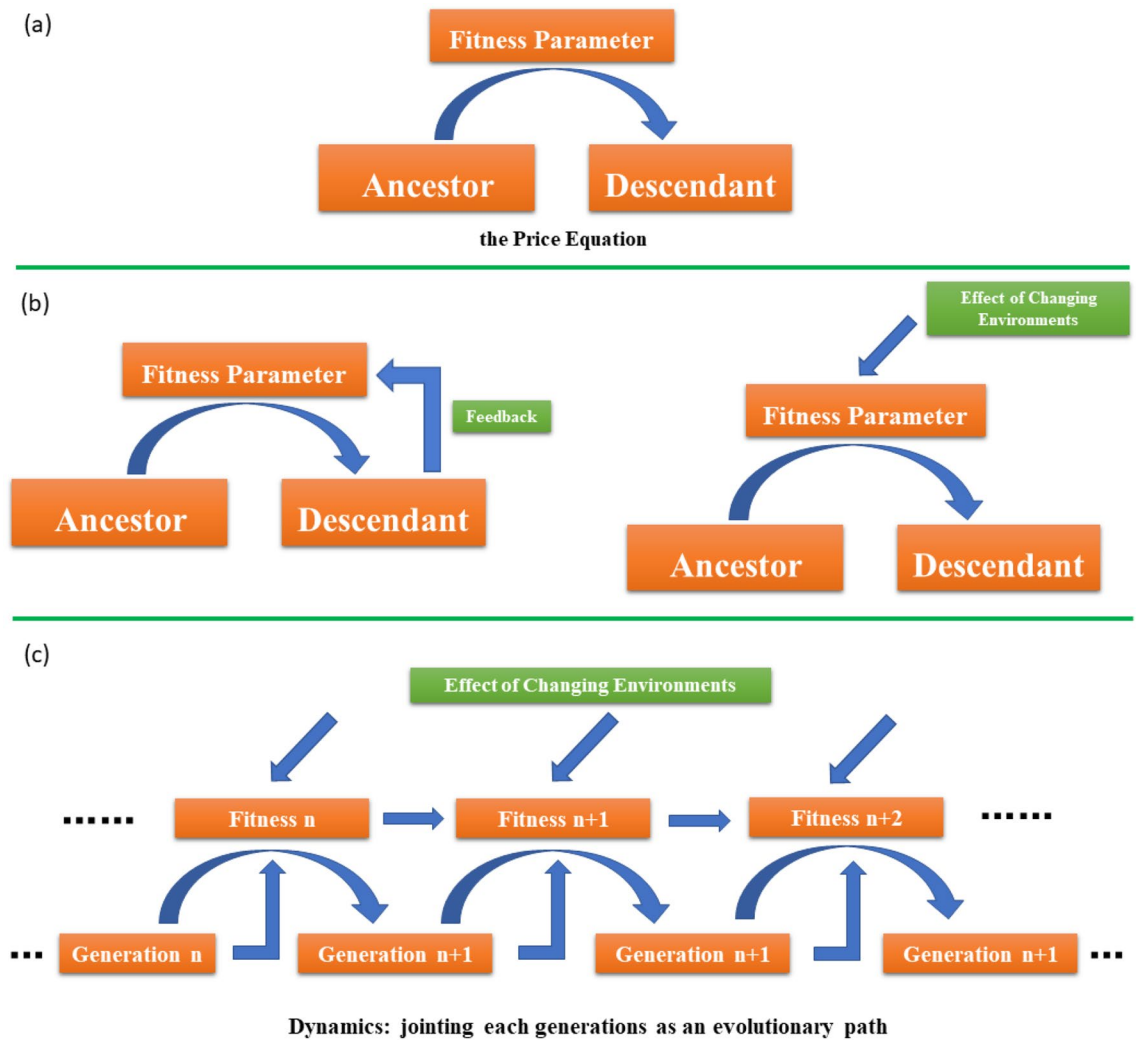 (a)
Fitness Parameter
Ancestor
Descendant
the Price Equation
(b)
Effect of Changing
Environments
Fitness Parameter
Feedback
Ancestor
Descendant
Fitness Parameter
Ancestor
Descendant
(c)
Effect of Changing Environments
......
Fitness n
Fitness n+1
Fitness n+2
......
...
Generation n
Generation n+1
Generation n+1
Generation n+1
...
Dynamics: jointing each generations as an evolutionary path